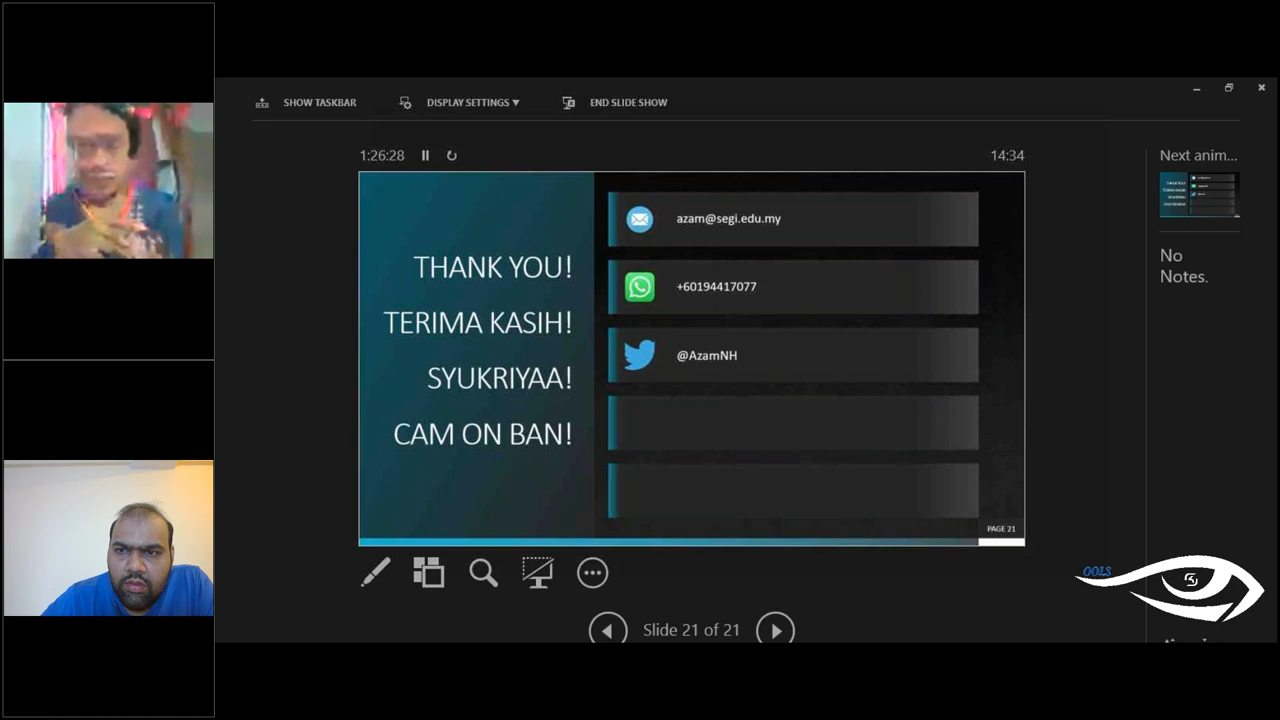 SHOW TASKBAR
DISPLAY SETTINGS ▼
END SLIDE SHOW
1:26:28
14:34
Next anim...
THANK YOU!
TERIMA KASIH!
SYUKRIYAA!
CAM ON BAN!
azam@segi.edu.my
+60194417077
@AzamNH
PAGE 21
No
Notes.
OOLS
Slide 21 of 21